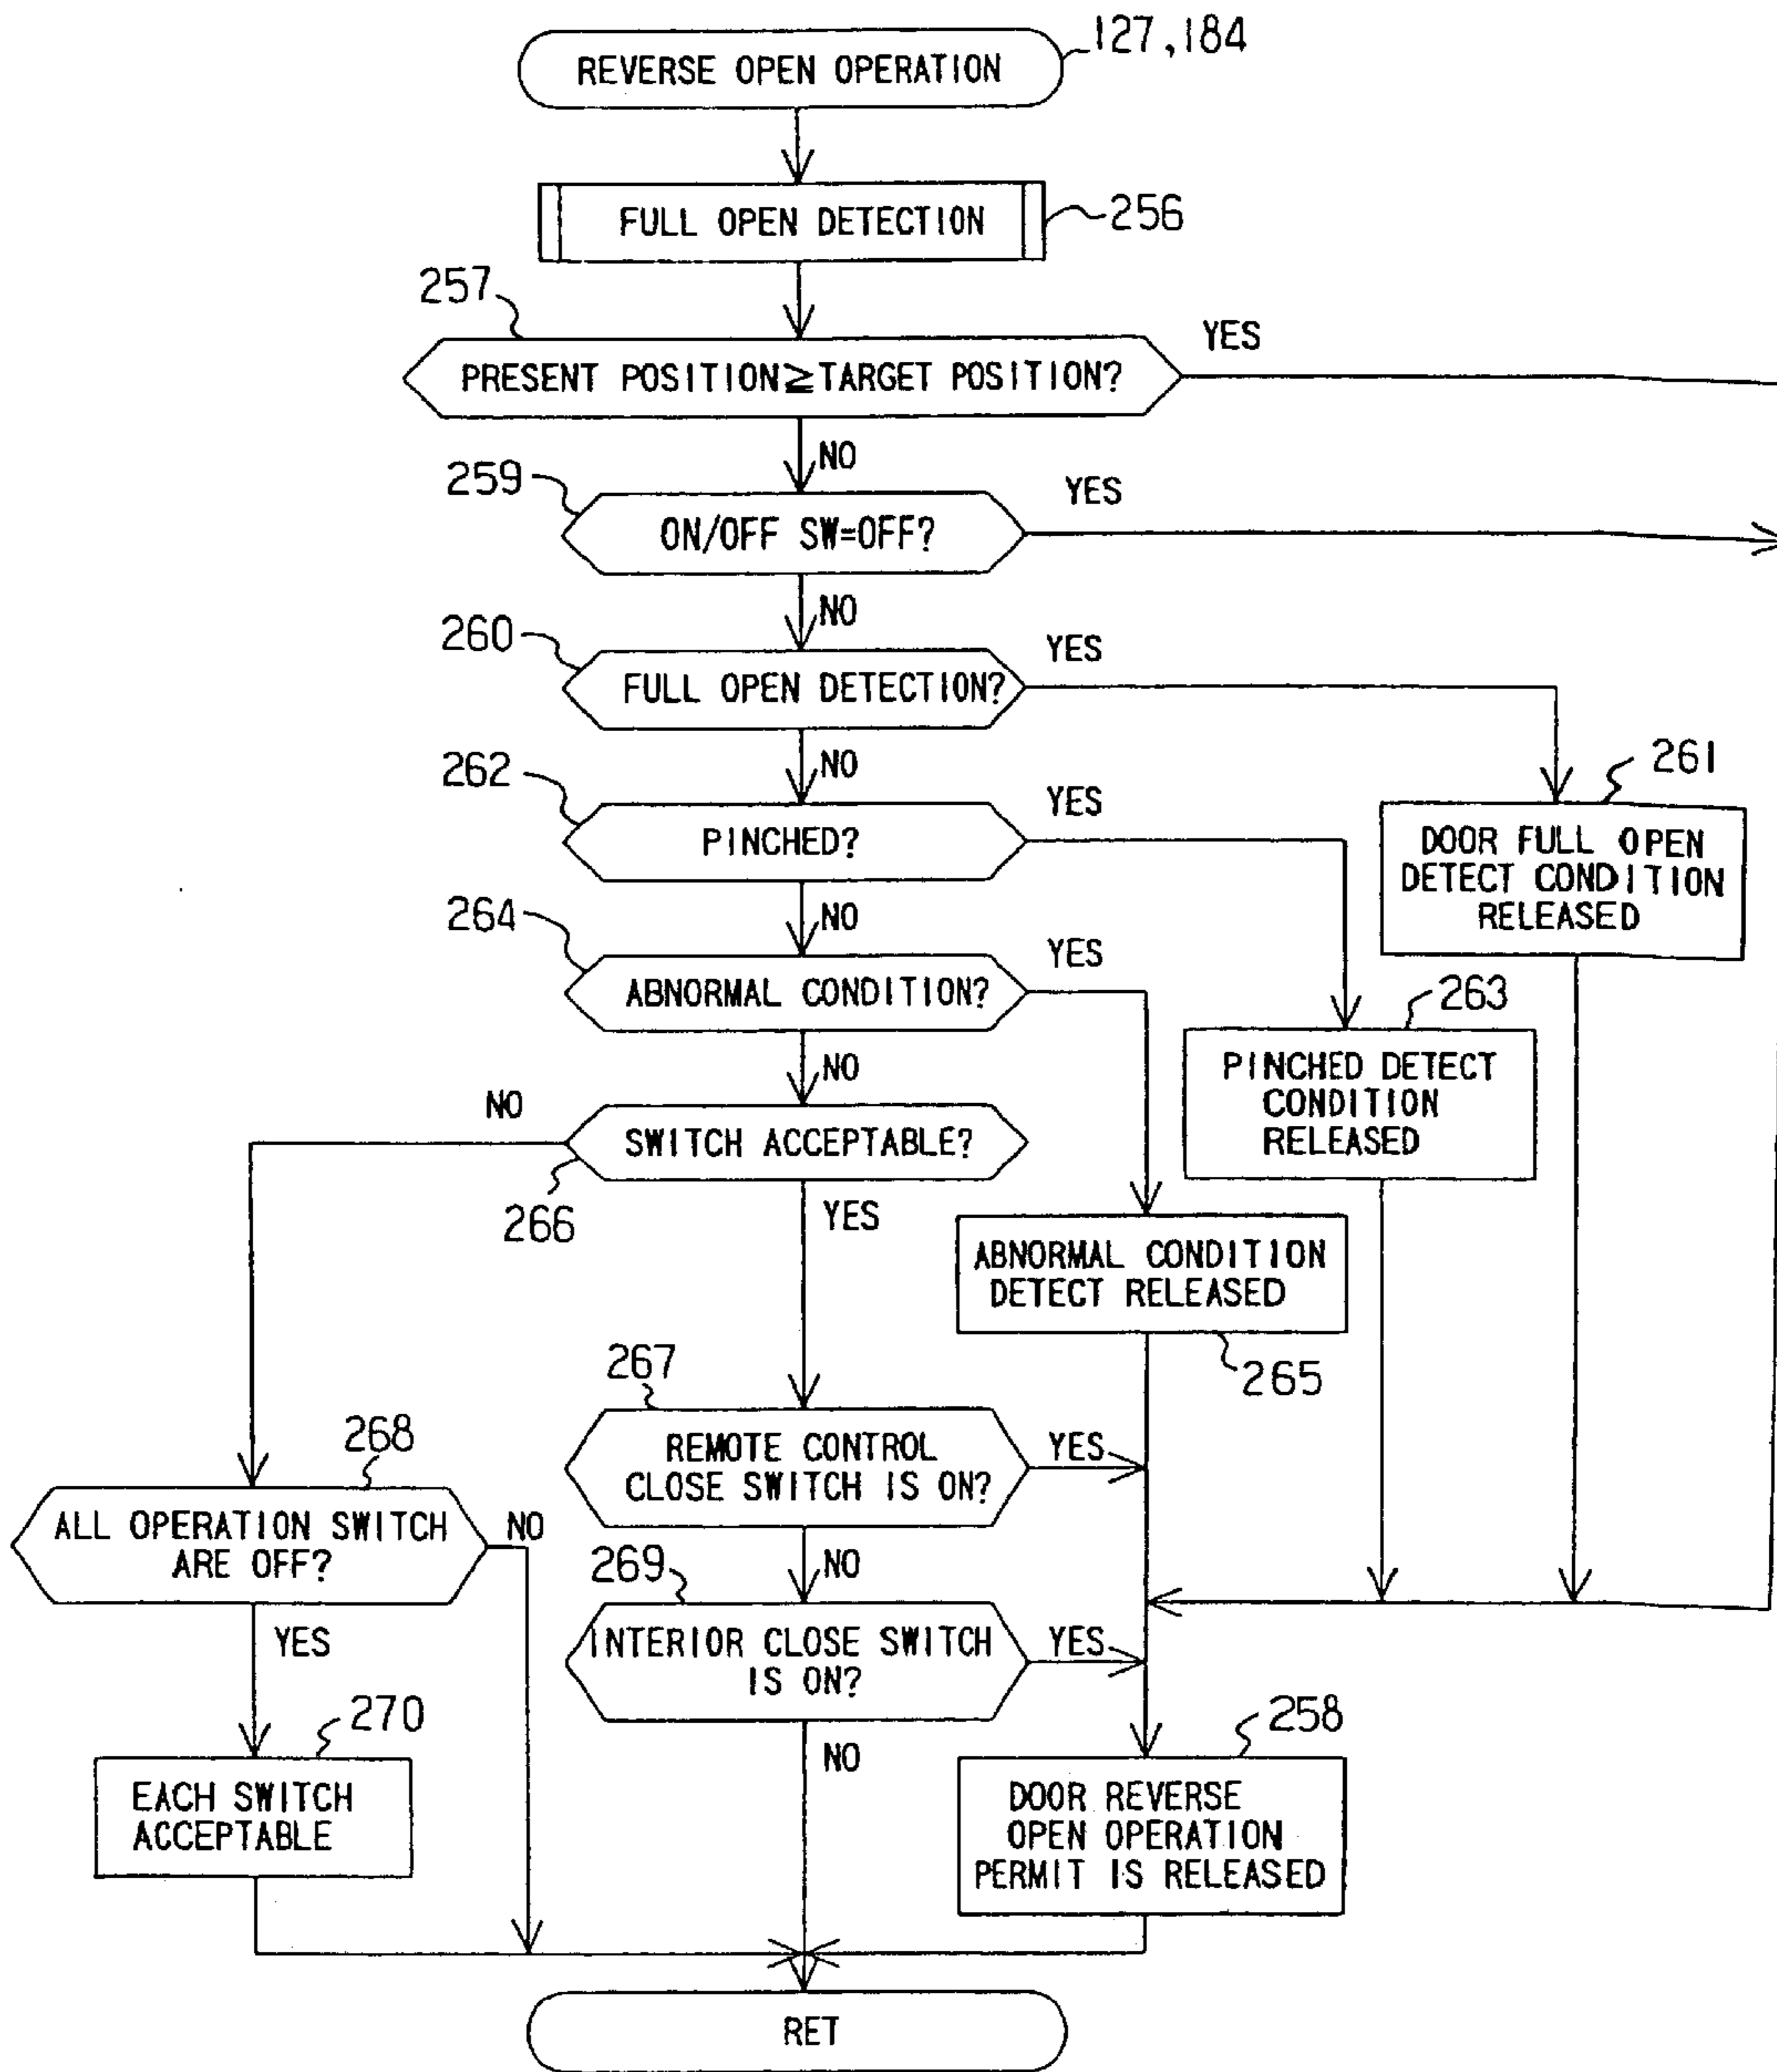 REVERSE OPEN OPERATION
127,184
FULL OPEN DETECTION
256
257
PRESENT POSITION≧TARGET POSITION?
YES
NO
259
ON/OFF SW=OFF?
YES
NO
260
FULL OPEN DETECTION?
YES
NO
261
DOOR FULL OPEN
DETECT CONDITION
RELEASED
262
PINCHED?
YES
NO
263
PINCHED DETECT
CONDITION
RELEASED
264
ABNORMAL CONDITION?
YES
NO
NO
SWITCH ACCEPTABLE?
266
YES
ABNORMAL CONDITION
DETECT RELEASED
265
267
REMOTE CONTROL
CLOSE SWITCH IS ON?
YES
NO
268
ALL OPERATION SWITCH
ARE OFF?
NO
YES
269
INTERIOR CLOSE SWITCH
IS ON?
YES
NO
270
EACH SWITCH
ACCEPTABLE
258
DOOR REVERSE
OPEN OPERATION
PERMIT IS RELEASED
RET